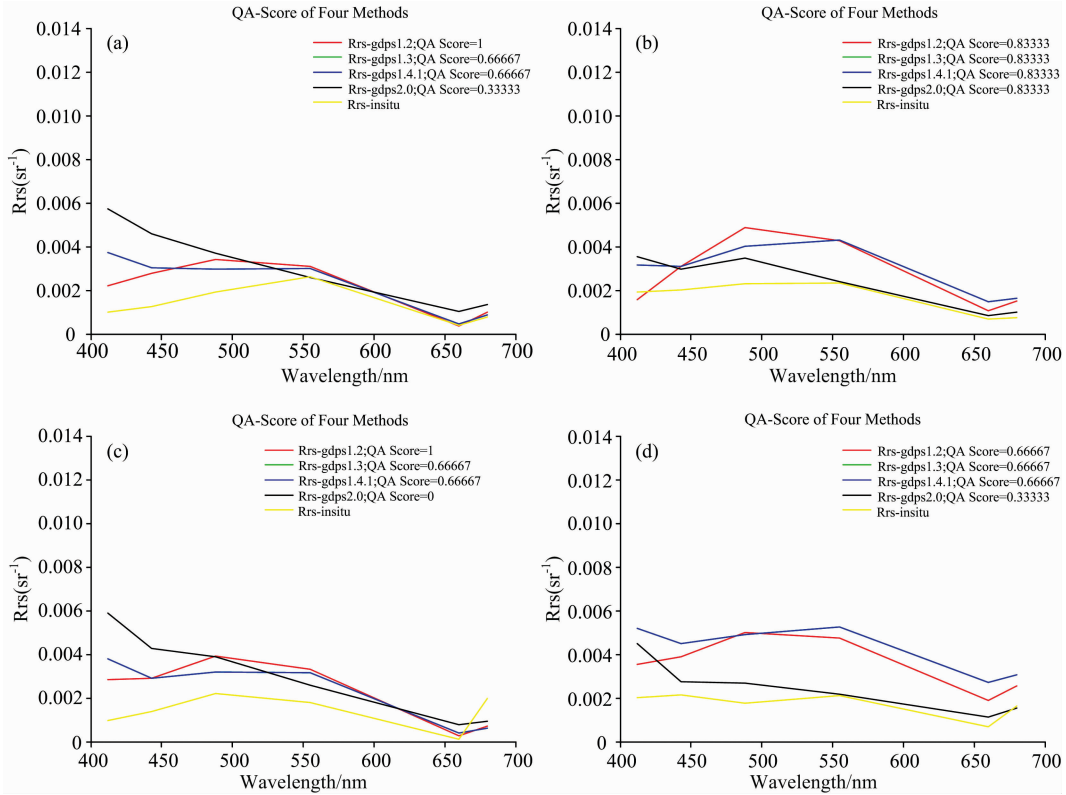 QA-Score of Four Methods
(a)
Rrs-gdps1.2;QA Score=1
Rrs-gdps1.3;QA Score=0.66667
Rrs-gdps1.4.1;QA Score=0.66667
Rrs-gdps2.0;QA Score=0.33333
Rrs-insitu
0.014
0.012
0.010
0.008
0.006
0.004
0.002
0
Rrs(sr-1)
400 450 500 550 600 650 700
Wavelength/nm
QA-Score of Four Methods
(b)
Rrs-gdps1.2;QA Score=0.83333
Rrs-gdps1.3;QA Score=0.83333
Rrs-gdps1.4.1;QA Score=0.83333
Rrs-gdps2.0;QA Score=0.83333
Rrs-insitu
0.014
0.012
0.010
0.008
0.006
0.004
0.002
0
Rrs(sr-1)
400 450 500 550 600 650 700
Wavelength/nm
QA-Score of Four Methods
(c)
Rrs-gdps1.2;QA Score=1
Rrs-gdps1.3;QA Score=0.66667
Rrs-gdps1.4.1;QA Score=0.66667
Rrs-gdps2.0;QA Score=0
Rrs-insitu
0.014
0.012
0.010
0.008
0.006
0.004
0.002
0
Rrs(sr-1)
400 450 500 550 600 650 700
Wavelength/nm
QA-Score of Four Methods
(d)
Rrs-gdps1.2;QA Score=0.66667
Rrs-gdps1.3;QA Score=0.66667
Rrs-gdps1.4.1;QA Score=0.66667
Rrs-gdps2.0;QA Score=0.33333
Rrs-insitu
0.014
0.012
0.010
0.008
0.006
0.004
0.002
0
Rrs(sr-1)
400 450 500 550 600 650 700
Wavelength/nm